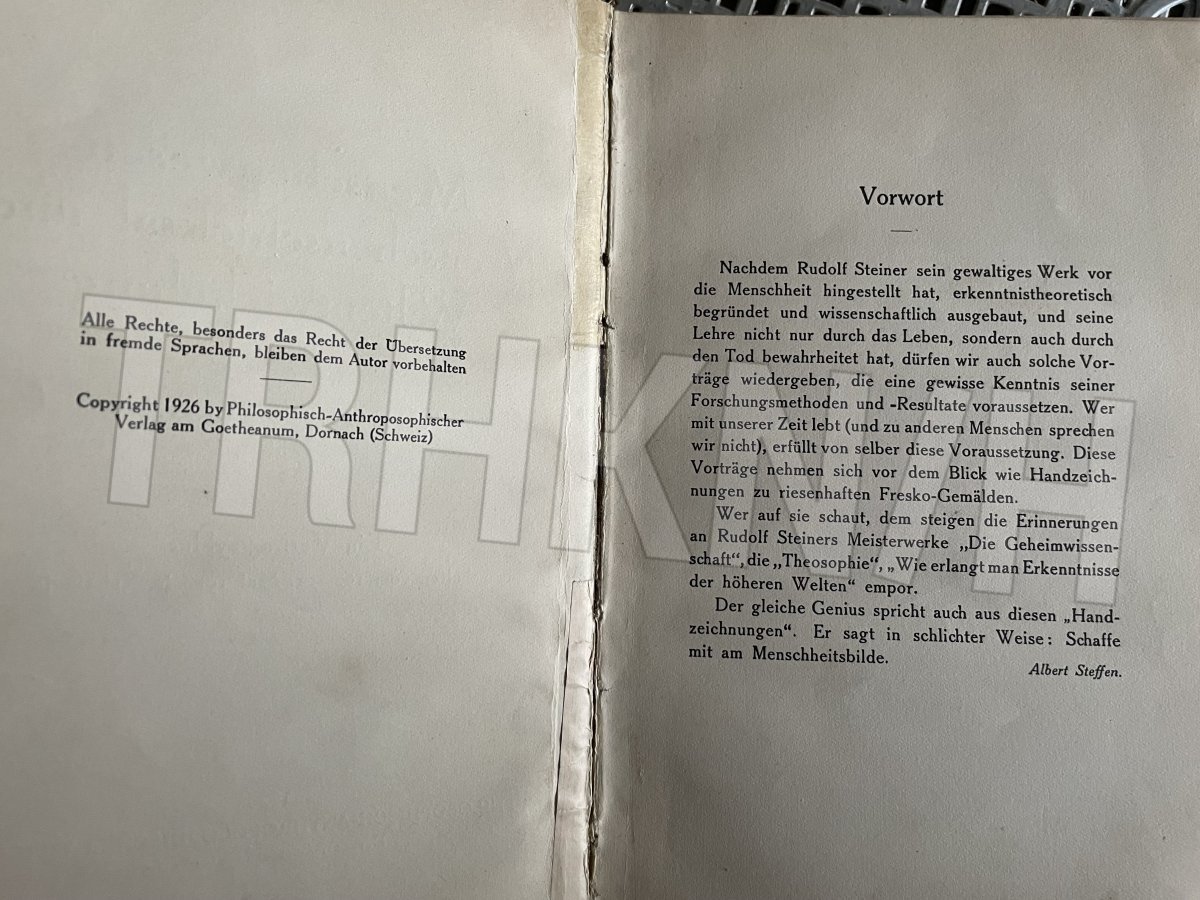 Alle Rechte, besonders das Recht der Übersetzung
in fremde Sprachen, bleiben dem Autor vorbehalten
Copyright 1926 by Philosophisch-Anthroposophischer
Verlag am Goetheanum, Dornach (Schweiz)
Vorwort
Nachdem Rudolf Steiner sein gewaltiges Werk vor
die Menschheit hingestellt hat, erkenntnistheoretisch
begründet und wissenschaftlich ausgebaut, und seine
Lehre nicht nur durch das Leben, sondern auch durch
den Tod bewahrheitet hat, dürfen wir auch solche Vor-
träge wiedergeben, die eine gewisse Kenntnis seiner
Forschungsmethoden und -Resultate voraussetzen. Wer
mit unserer Zeit lebt (und zu anderen Menschen sprechen
wir nicht), erfüllt von selber diese Voraussetzung. Diese
Vorträge nehmen sich vor dem Blick wie Handzeich-
nungen zu riesenhaften Fresko-Gemälden.
Wer auf sie schaut, dem steigen die Erinnerungen
an Rudolf Steiners Meisterwerke „Die Geheimwissen-
schaft“, die „Theosophie“, „Wie erlangt man Erkenntnisse
der höheren Welten“ empor.
Der gleiche Genius spricht auch aus diesen „Hand-
zeichnungen“. Er sagt in schlichter Weise: Schaffe
mit am Menschheitsbilde.
Albert Steffen.